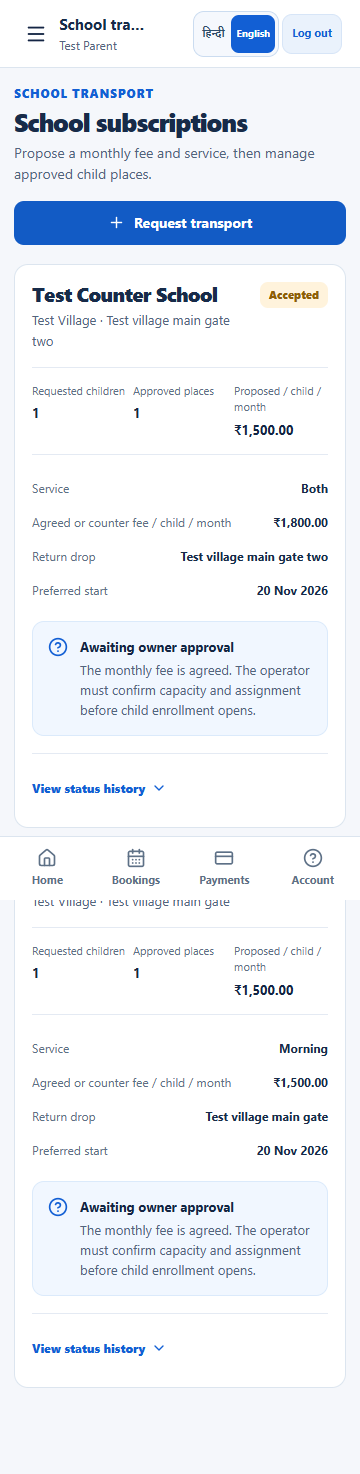 School tra...
Test Parent
हिन्दी
English
Log out
SCHOOL TRANSPORT
School subscriptions
Propose a monthly fee and service, then manage
approved child places.
+ Request transport
Test Counter School
Accepted
Test Village · Test village main gate
two
Requested children
Approved places
Proposed / child /
month
1
1
₹1,500.00
Service
Both
Agreed or counter fee / child / month
₹1,800.00
Return drop
Test village main gate two
Preferred start
20 Nov 2026
Awaiting owner approval
The monthly fee is agreed. The operator
must confirm capacity and assignment
before child enrollment opens.
View status history
Home
Bookings
Payments
Account
Test Village · Test village main gate
Requested children
Approved places
Proposed / child /
month
1
1
₹1,500.00
Service
Morning
Agreed or counter fee / child / month
₹1,500.00
Return drop
Test village main gate
Preferred start
20 Nov 2026
Awaiting owner approval
The monthly fee is agreed. The operator
must confirm capacity and assignment
before child enrollment opens.
View status history